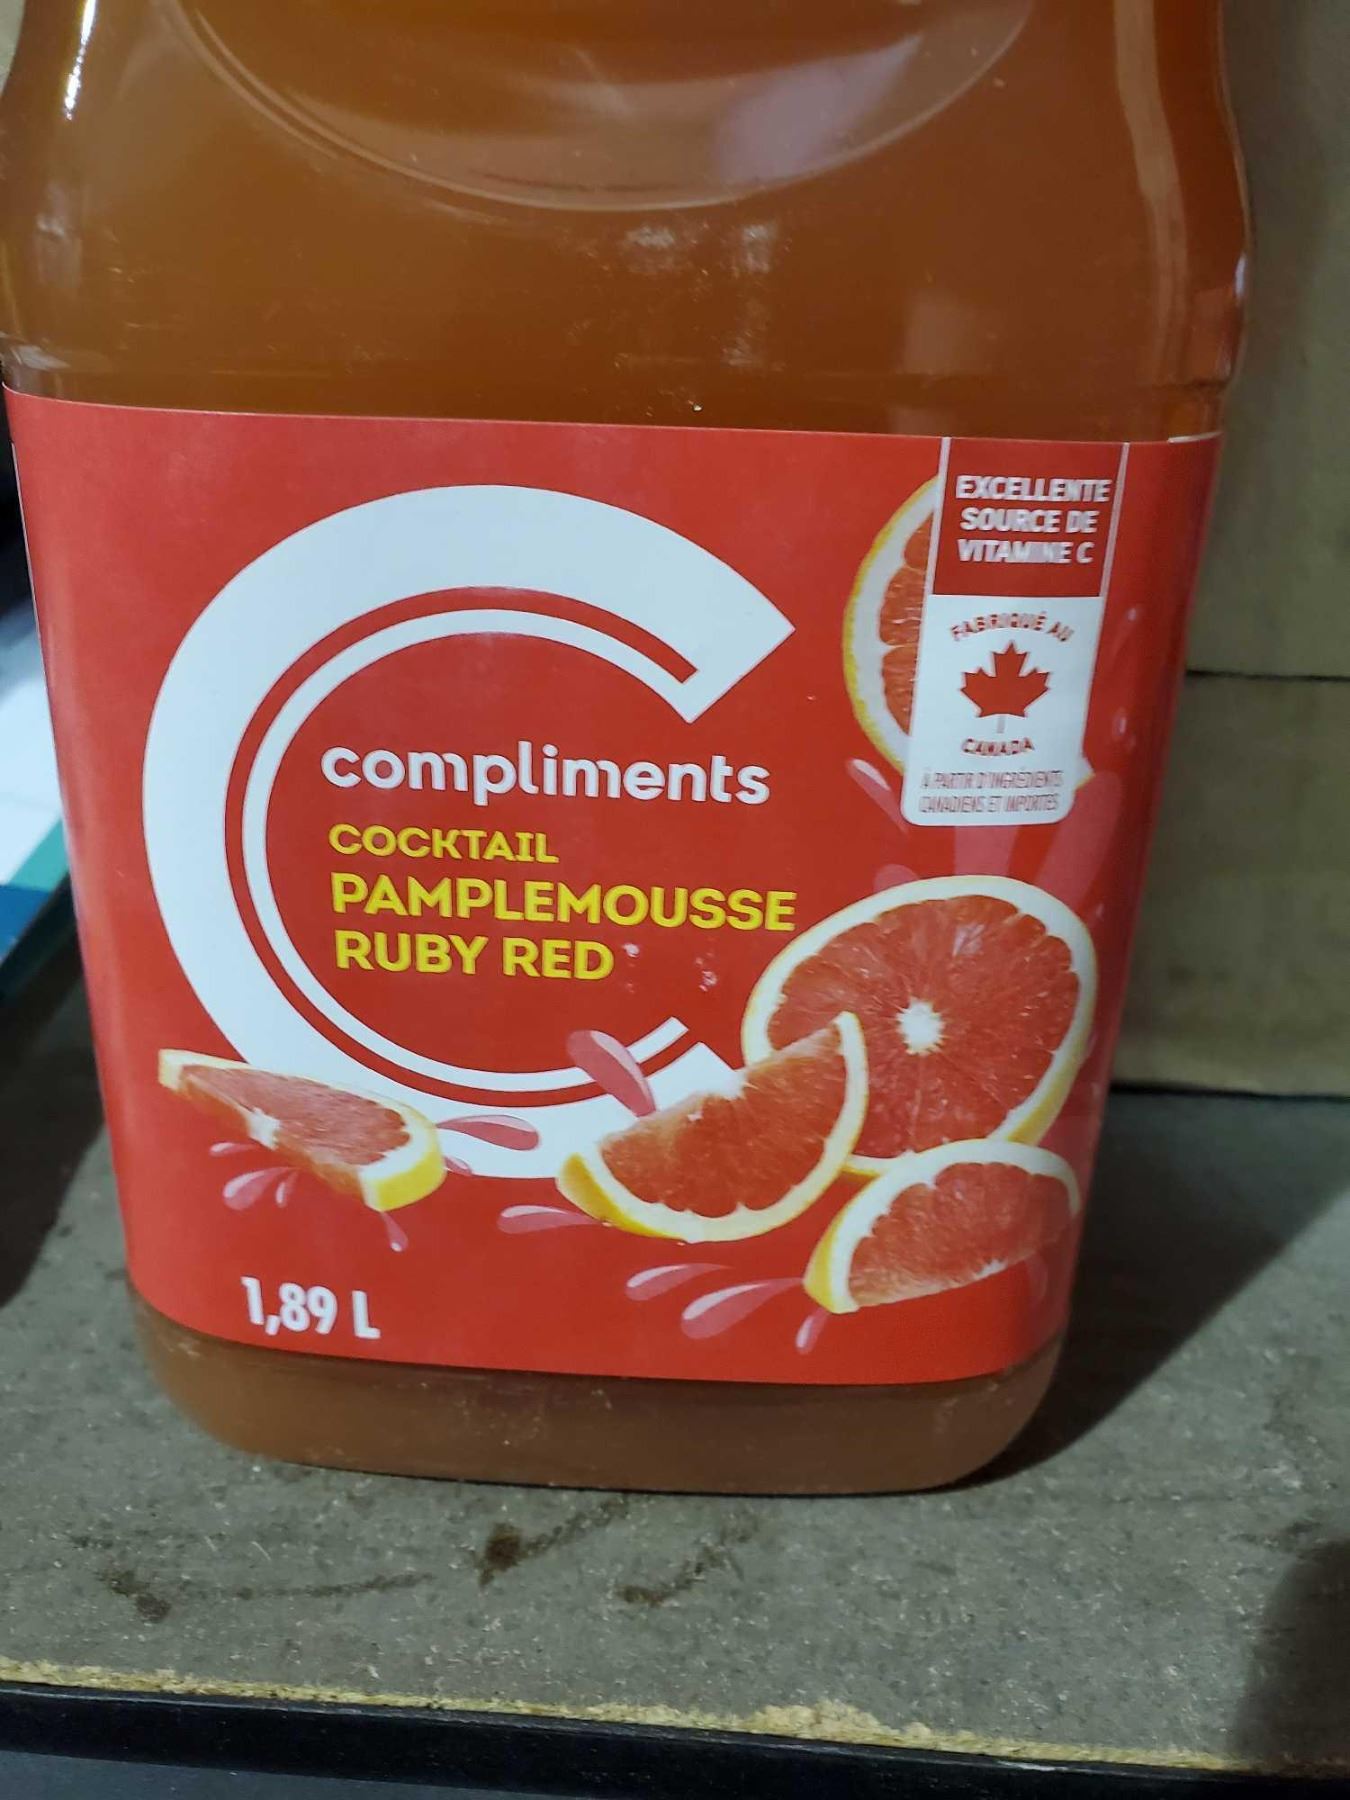 EXCELLENTE
SOURCE DE
VITAMINE C
FABRIQUÉ AU
CANADA
À PARTIR D'INGRÉDIENTS
CANADIENS ET IMPORTÉS
compliments
COCKTAIL
PAMPLEMOUSSE
RUBY RED
1,89 L